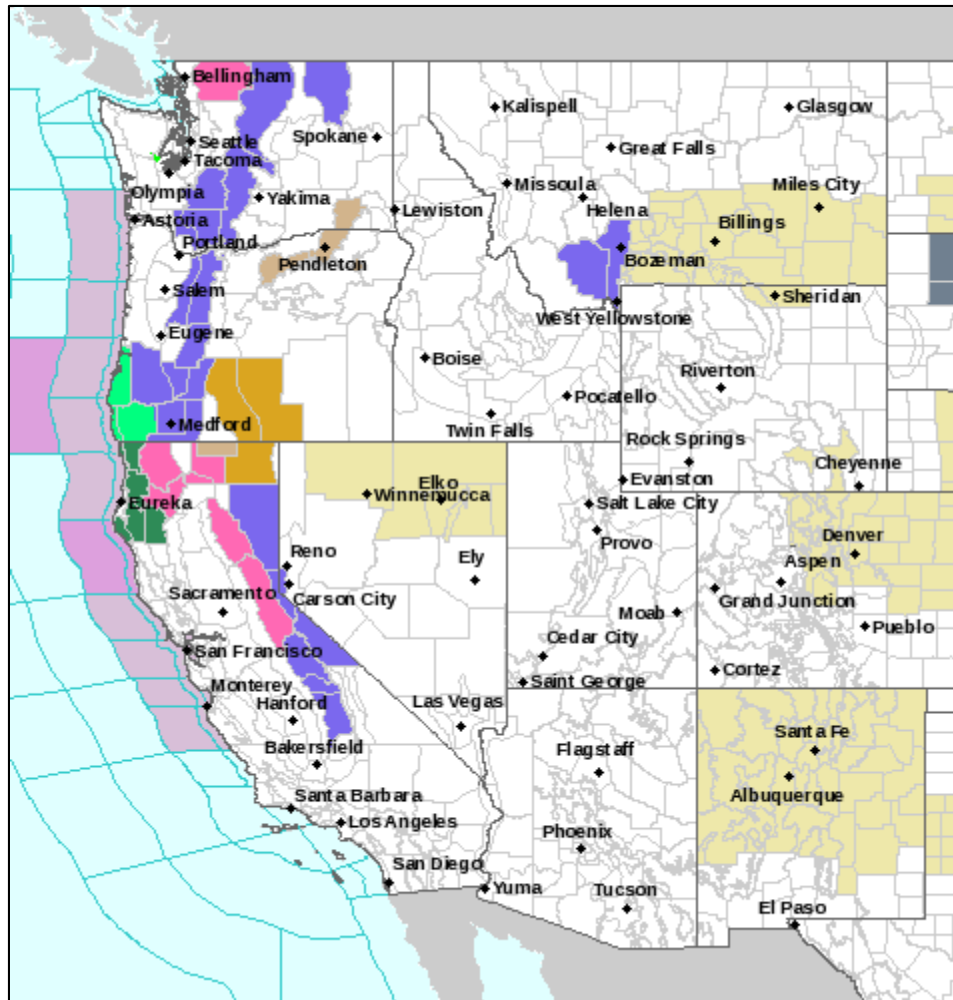 Bellingham
Kalispell
Glasgow
Seattle
Spokane
Great Falls
Tacoma
Olympia
Yakima
Missoula
Miles City
Lewiston
Helena
Astoria
Billings
Portland
Pendleton
Bozeman
Salem
Sheridan
West Yellowstone
Eugene
Boise
Riverton
Pocatello
Medford
Twin Falls
Rock Springs
Cheyenne
Evanston
Elko
Winnemucca
Eureka
Salt Lake City
Provo
Denver
Reno
Ely
Aspen
Sacramento
Carson City
Grand Junction
Moab
Pueblo
Cedar City
San Francisco
Cortez
Saint George
Monterey
Hanford
Las Vegas
Santa Fe
Flagstaff
Bakersfield
Albuquerque
Santa Barbara
Los Angeles
Phoenix
San Diego
Yuma
Tucson
El Paso